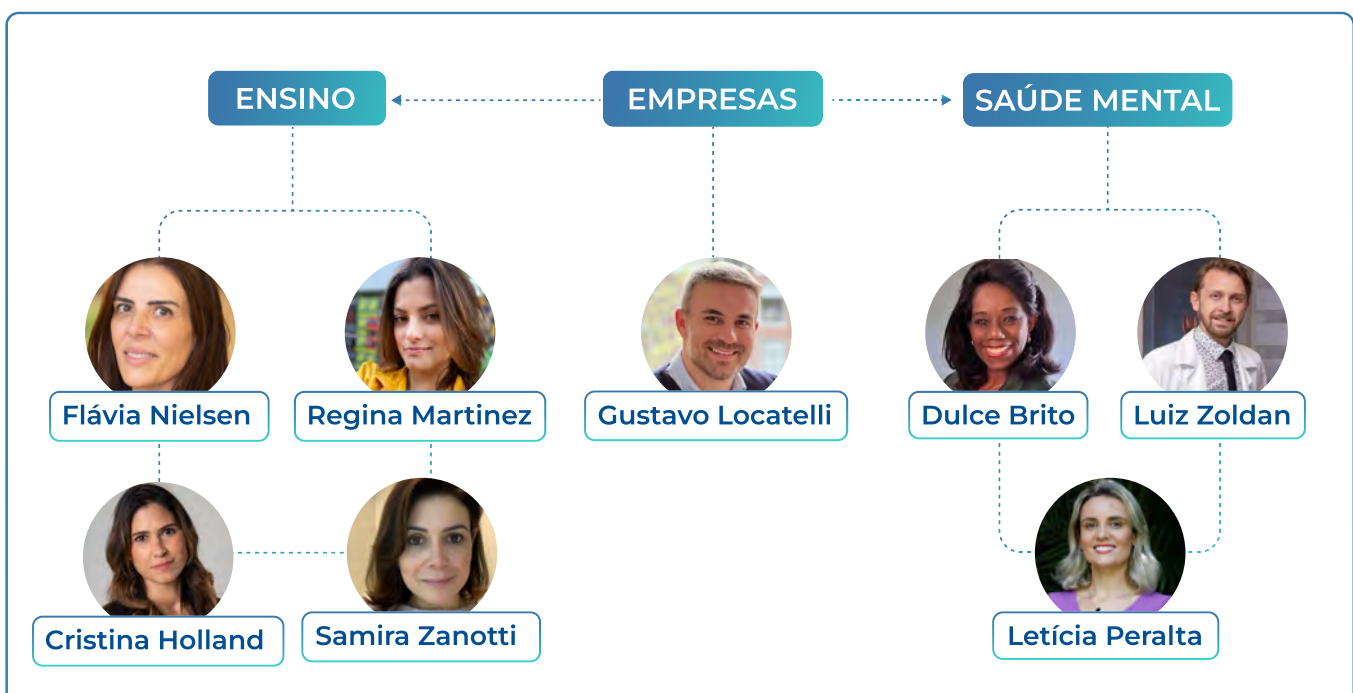 ENSINO
EMPRESAS
SAÚDE MENTAL
Flávia Nielsen
Regina Martinez
Gustavo Locatelli
Dulce Brito
Luiz Zoldan
Cristina Holland
Samira Zanotti
Letícia Peralta